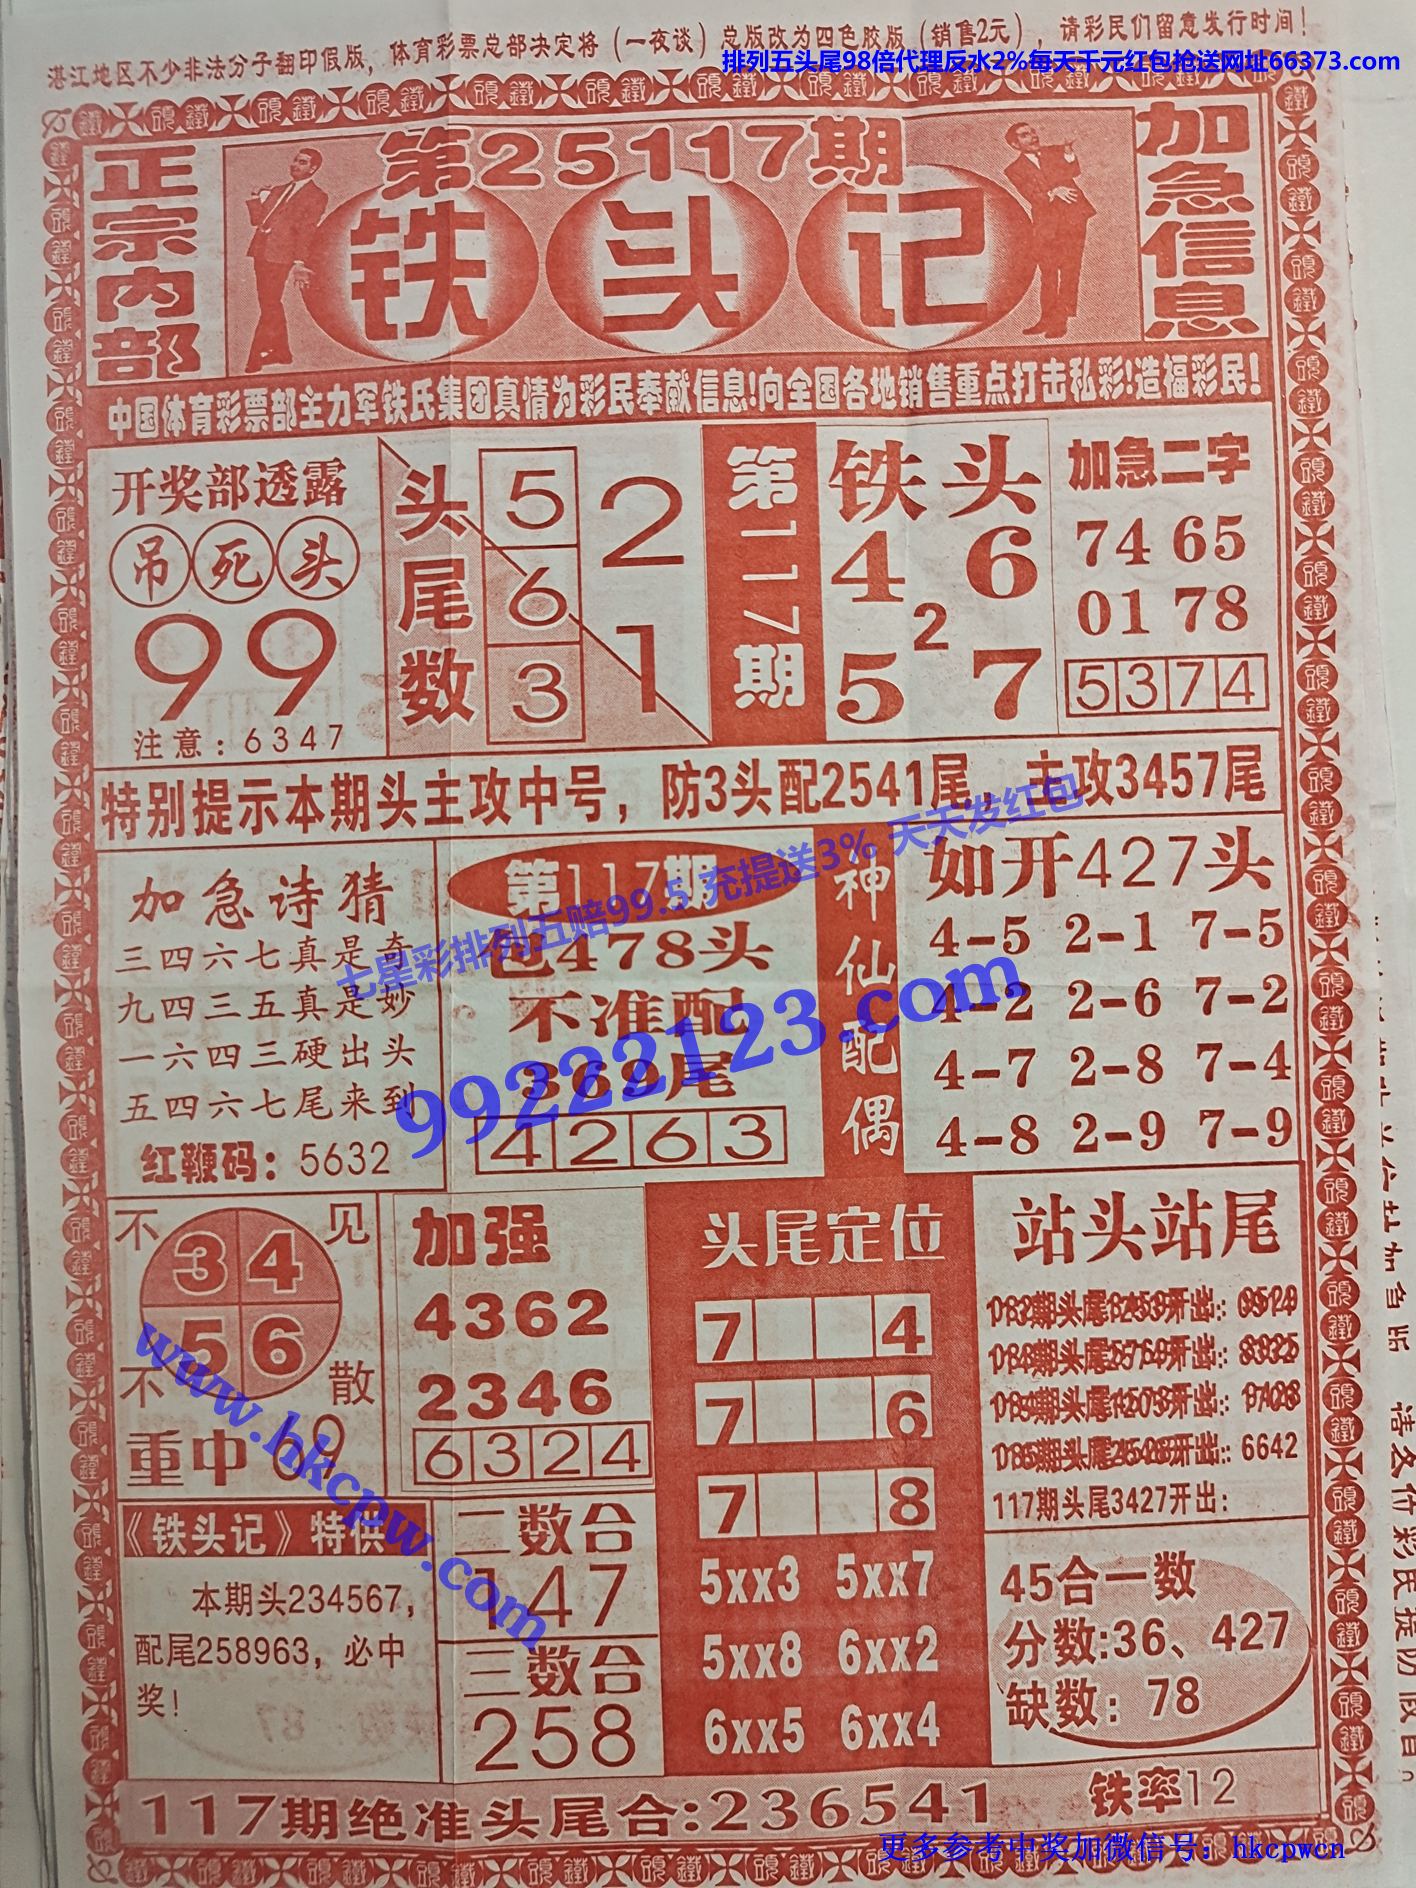 湛江地区不少非法分子翻印假版，体育彩票总部决定将（一夜谈）总版改为四色胶版（销售2元），请彩民们留意发行时间！
排列五头尾98倍代理反水2%每天千元红包抢送网址66373.com
正宗内部
第25117期
铁头记
加急信息
中国体育彩票部主力军铁氏集团真情为彩民奉献信息！向全国各地销售重点打击私彩！造福彩民！
开奖部透露
吊死头
99
注意：6347
头尾数
5
6
3
2
1
第117期
铁头
4 6
2
5 7
加急二字
74 65
01 78
5374
特别提示本期头主攻中号，防3头配2541尾，主攻3457尾
加急诗猜
三四六七真是奇
九四三五真是妙
一六四三硬出头
五四六七尾来到
红鞭码：5632
第117期
包478头
不准配
369尾
4263
神仙配偶
如开427头
4-5 2-1 7-5
4-2 2-6 7-2
4-7 2-8 7-4
4-8 2-9 7-9
七星彩排列五赔99.5 充提送3% 天天发红包
99222123.com
不见
34
56
不散
重中
加强
4362
2346
6324
头尾定位
7 4
7 6
7 8
5xx3 5xx7
5xx8 6xx2
6xx5 6xx4
站头站尾
6642
117期头尾3427开出：
www.hkcpw.com
《铁头记》特供
本期头234567，
配尾258963，必中
奖！
二数合
147
三数合
258
45合一数
分数:36、427
缺数：78
117期绝准头尾合:236541
铁率12
更多参考中奖加微信号：hkcpwcn